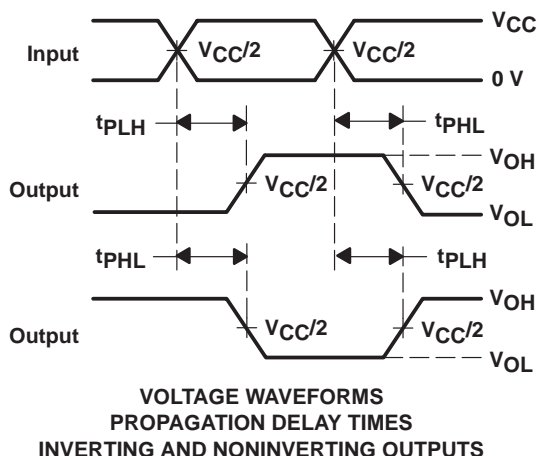 VCC
Input VCC/2 VCC/2
0 V
tPLH tPHL
VOH
Output VCC/2 VCC/2
VOL
tPHL tPLH
VOH
Output VCC/2 VCC/2
VOL
VOLTAGE WAVEFORMS
PROPAGATION DELAY TIMES
INVERTING AND NONINVERTING OUTPUTS